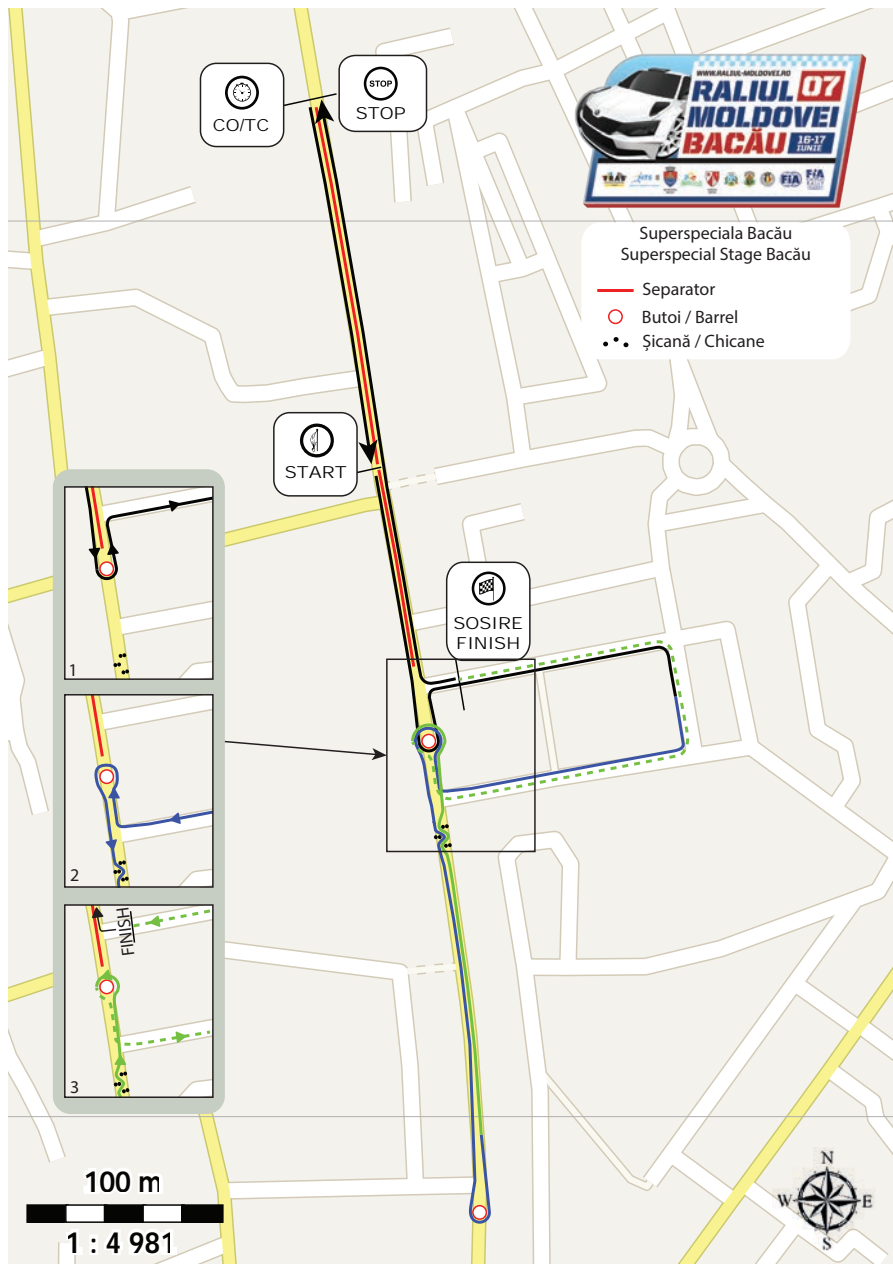 WWW.RALIUL-MOLDOVEI.RO
RALIUL 07
MOLDOVEI
BACĂU 16-17
IUNIE
FIA
CO/TC
STOP
STOP
Superspeciala Bacău
Superspecial Stage Bacău
Separator
Butoi / Barrel
Șicană / Chicane
START
SOSIRE
FINISH
1
2
FINISH
3
100 m
1 : 4 981
N
W E
S